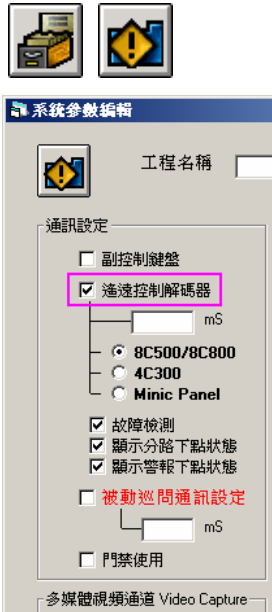 系統參數編輯
工程名稱
通訊設定
副控制鍵盤
遙遠控制解碼器
mS
8C500/8C800
4C300
Minic Panel
故障檢測
顯示分路下點狀態
顯示警報下點狀態
被動巡問通訊設定
mS
門禁使用
多媒體視頻通道 Video Capture